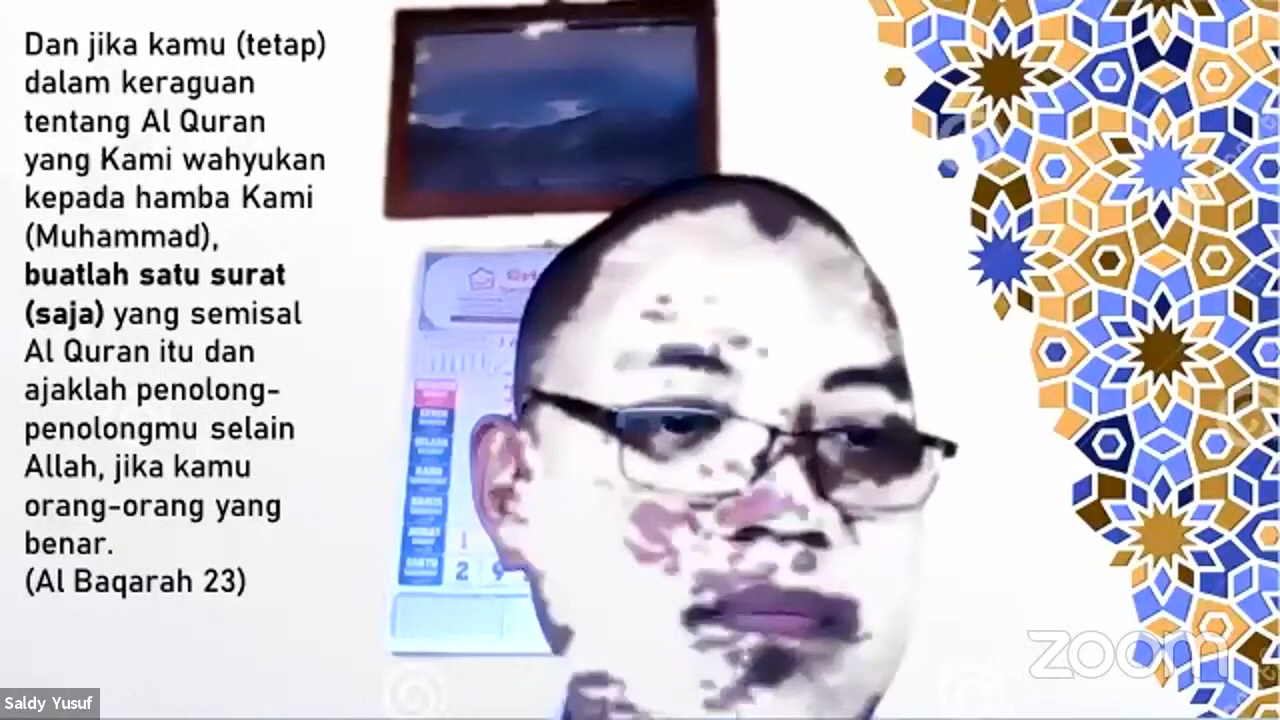 Dan jika kamu (tetap)
dalam keraguan
tentang Al Quran
yang Kami wahyukan
kepada hamba Kami
(Muhammad),
buatlah satu surat
(saja) yang semisal
Al Quran itu dan
ajaklah penolong-
penolongmu selain
Allah, jika kamu
orang-orang yang
benar.
(Al Baqarah 23)
2 9
zoom
Saldy Yusuf